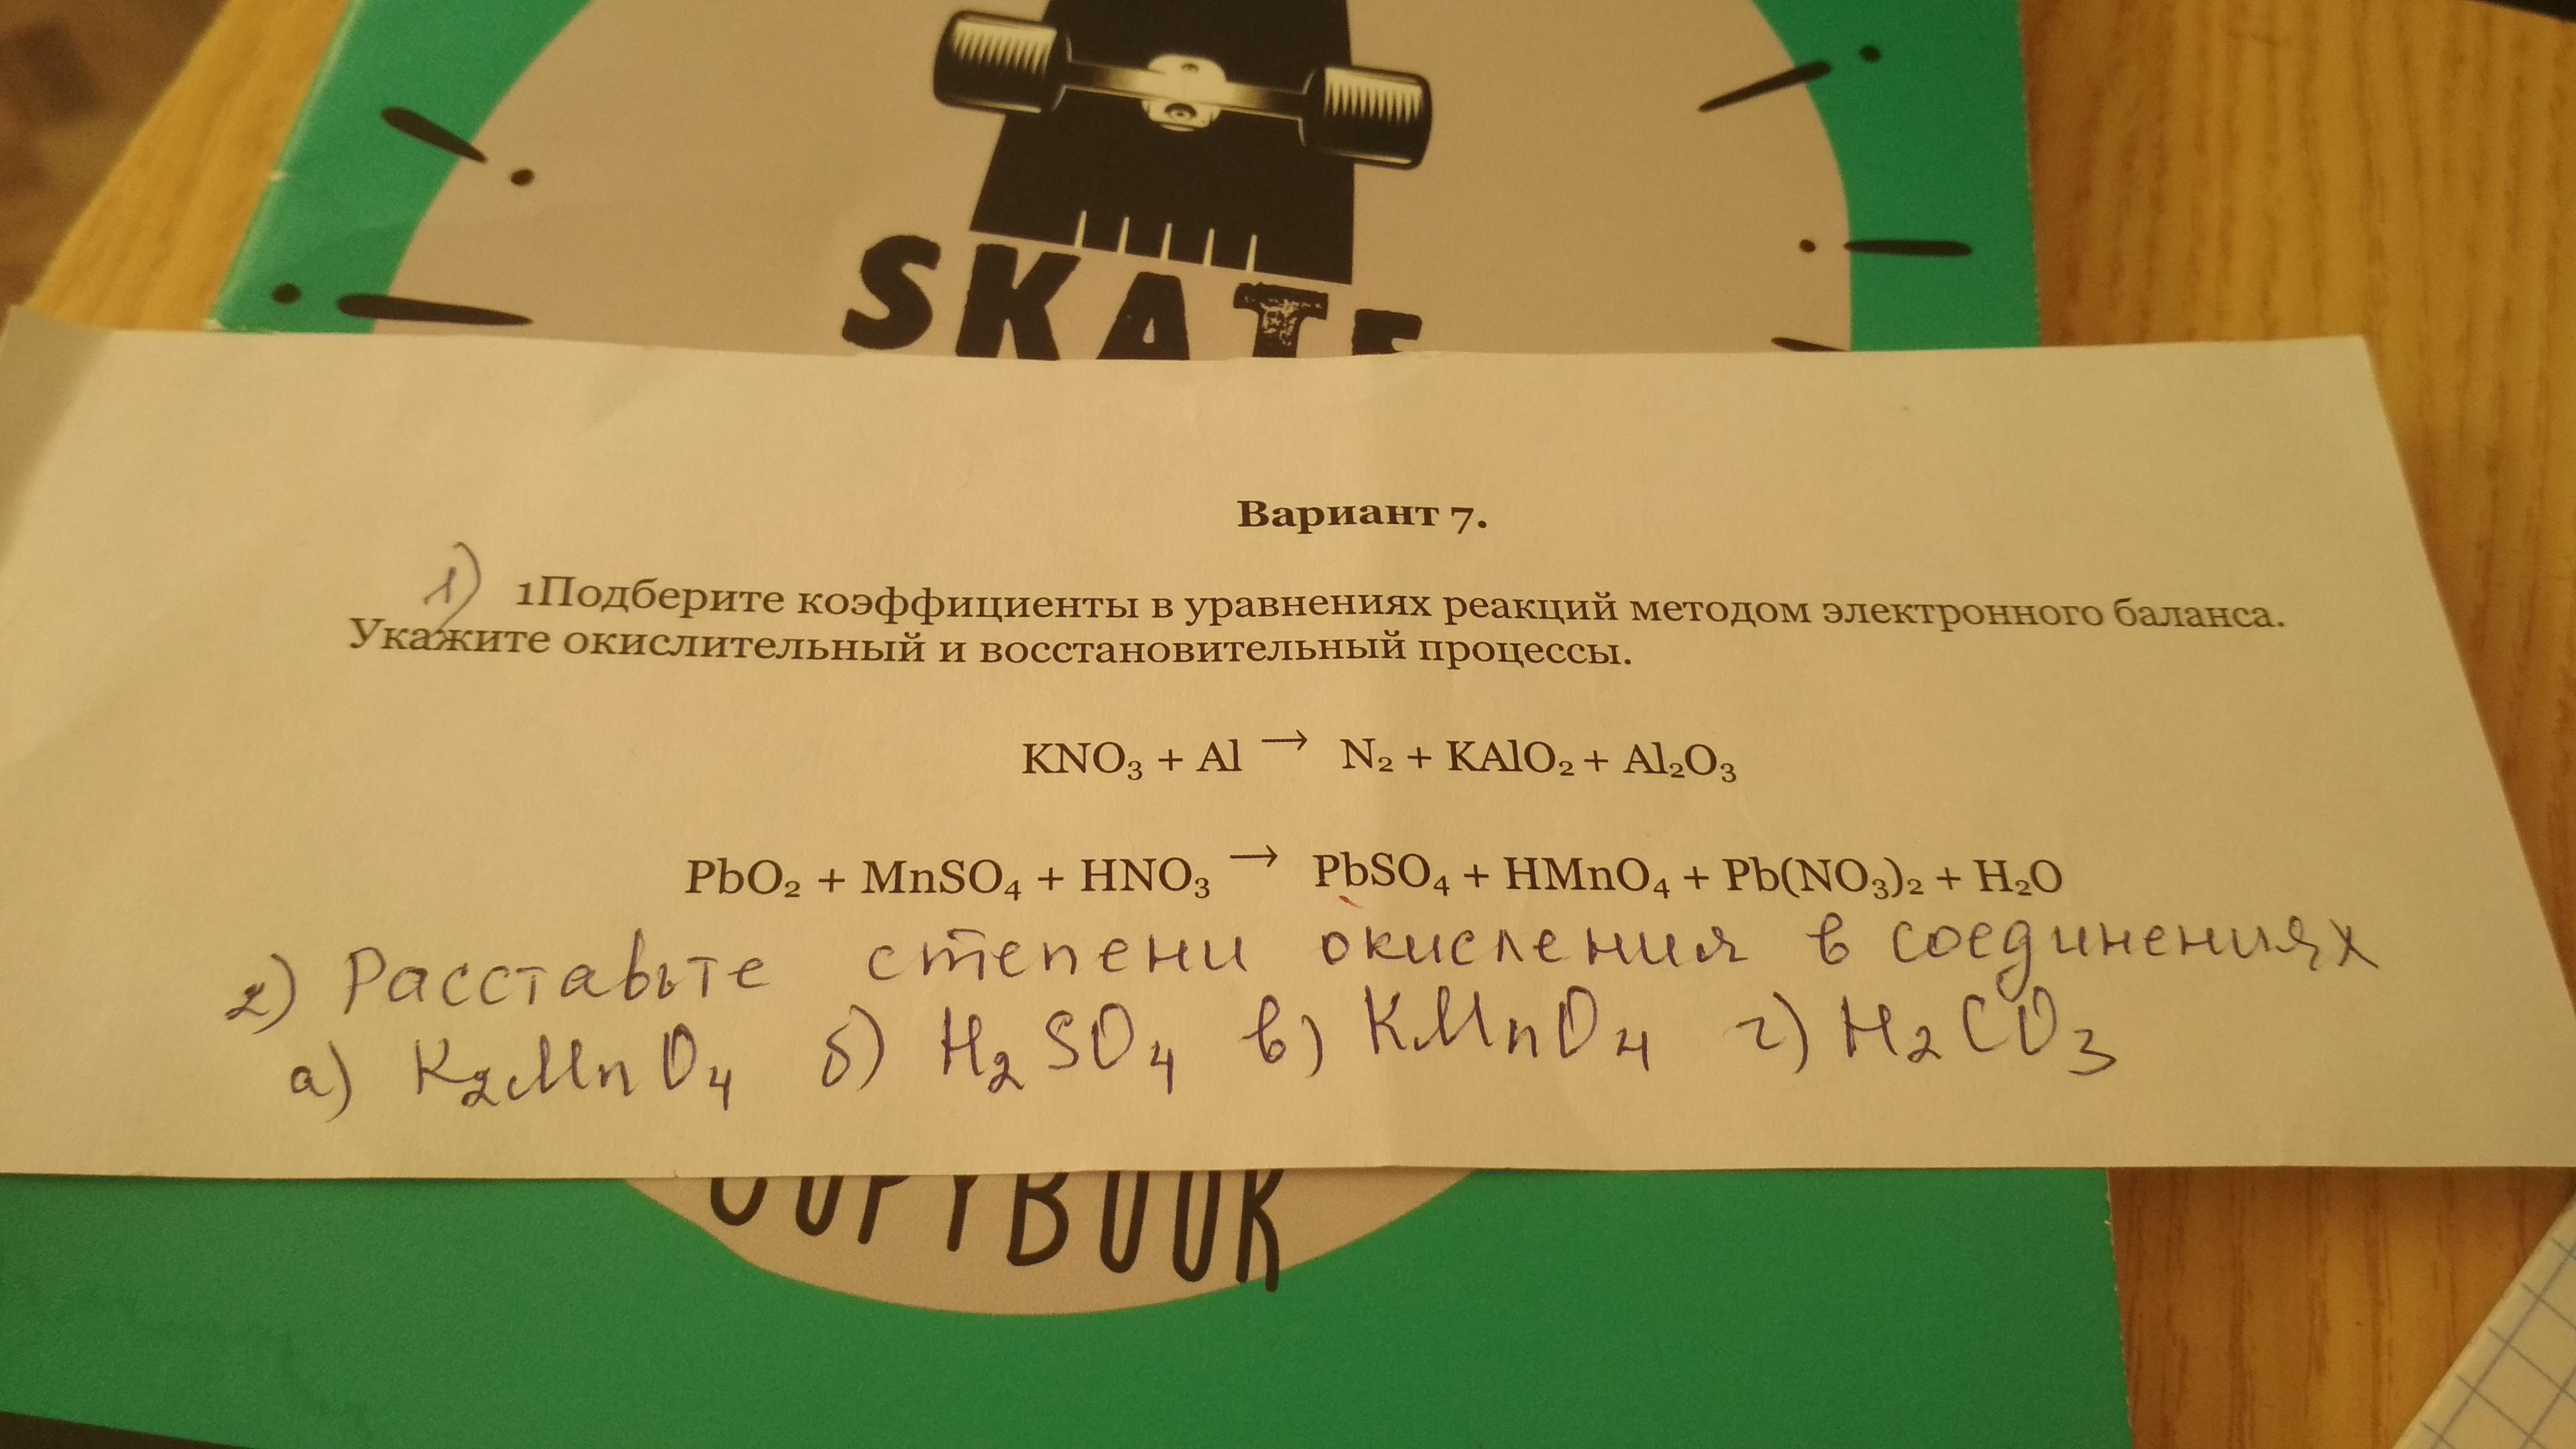 SKATE
Вариант 7.
1) 1Подберите коэффициенты в уравнениях реакций методом электронного баланса.
Укажите окислительный и восстановительный процессы.
KNO₃ + Al → N₂ + KAlO₂ + Al₂O₃
PbO₂ + MnSO₄ + HNO₃ → PbSO₄ + HMnO₄ + Pb(NO₃)₂ + H₂O
2) Расставьте степени окисления в соединениях
а) K₂MnO₄ б) H₂SO₄ в) KMnO₄ г) H₂CO₃
COPYBOOK